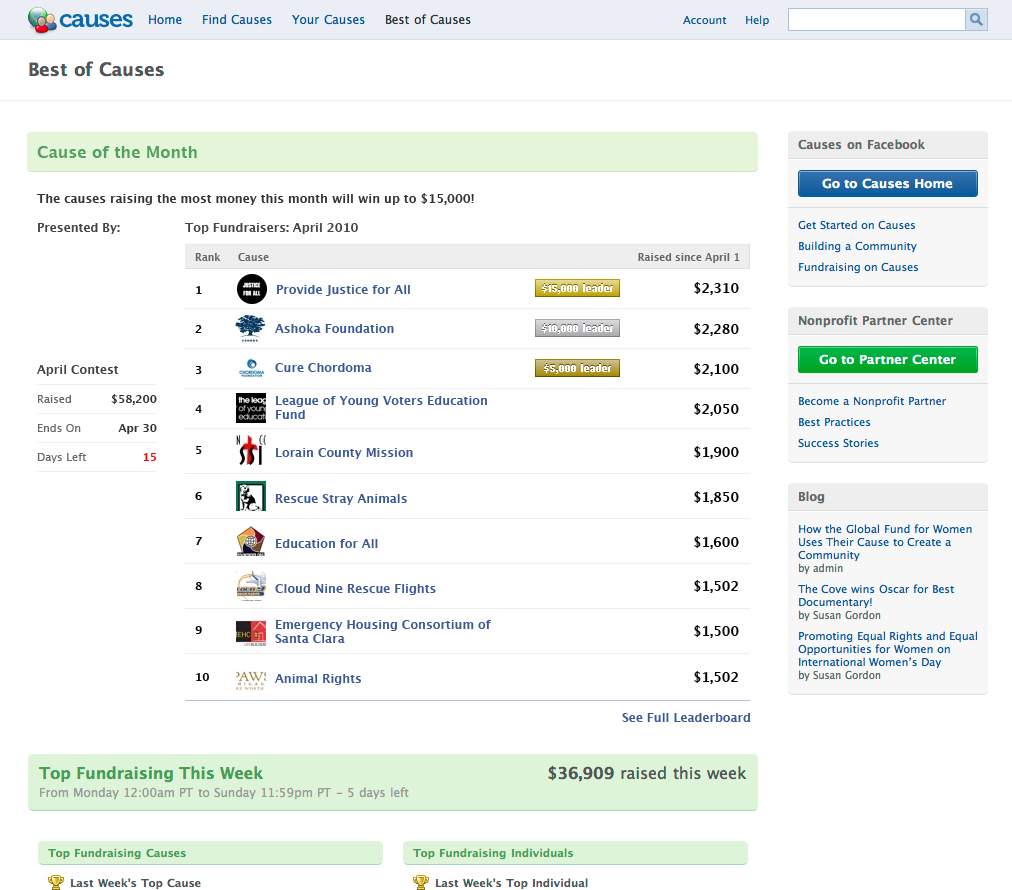 causes Home Find Causes Your Causes Best of Causes Account Help
Best of Causes
Cause of the Month
The causes raising the most money this month will win up to $15,000!
Presented By:
Top Fundraisers: April 2010
Rank Cause Raised since April 1
1 JUSTICE FOR ALL Provide Justice for All $15,000 leader $2,310
2 Ashoka Foundation $10,000 leader $2,280
3 Cure Chordoma $5,000 leader $2,100
4 League of Young Voters Education
Fund $2,050
5 Lorain County Mission $1,900
6 Rescue Stray Animals $1,850
7 Education for All $1,600
8 Cloud Nine Rescue Flights $1,502
9 Emergency Housing Consortium of
Santa Clara $1,500
10 Animal Rights $1,502
See Full Leaderboard
April Contest
Raised $58,200
Ends On Apr 30
Days Left 15
Top Fundraising This Week $36,909 raised this week
From Monday 12:00am PT to Sunday 11:59pm PT – 5 days left
Top Fundraising Causes
Last Week's Top Cause
Top Fundraising Individuals
Last Week's Top Individual
Causes on Facebook
Go to Causes Home
Get Started on Causes
Building a Community
Fundraising on Causes
Nonprofit Partner Center
Go to Partner Center
Become a Nonprofit Partner
Best Practices
Success Stories
Blog
How the Global Fund for Women
Uses Their Cause to Create a
Community
by admin
The Cove wins Oscar for Best
Documentary!
by Susan Gordon
Promoting Equal Rights and Equal
Opportunities for Women on
International Women's Day
by Susan Gordon